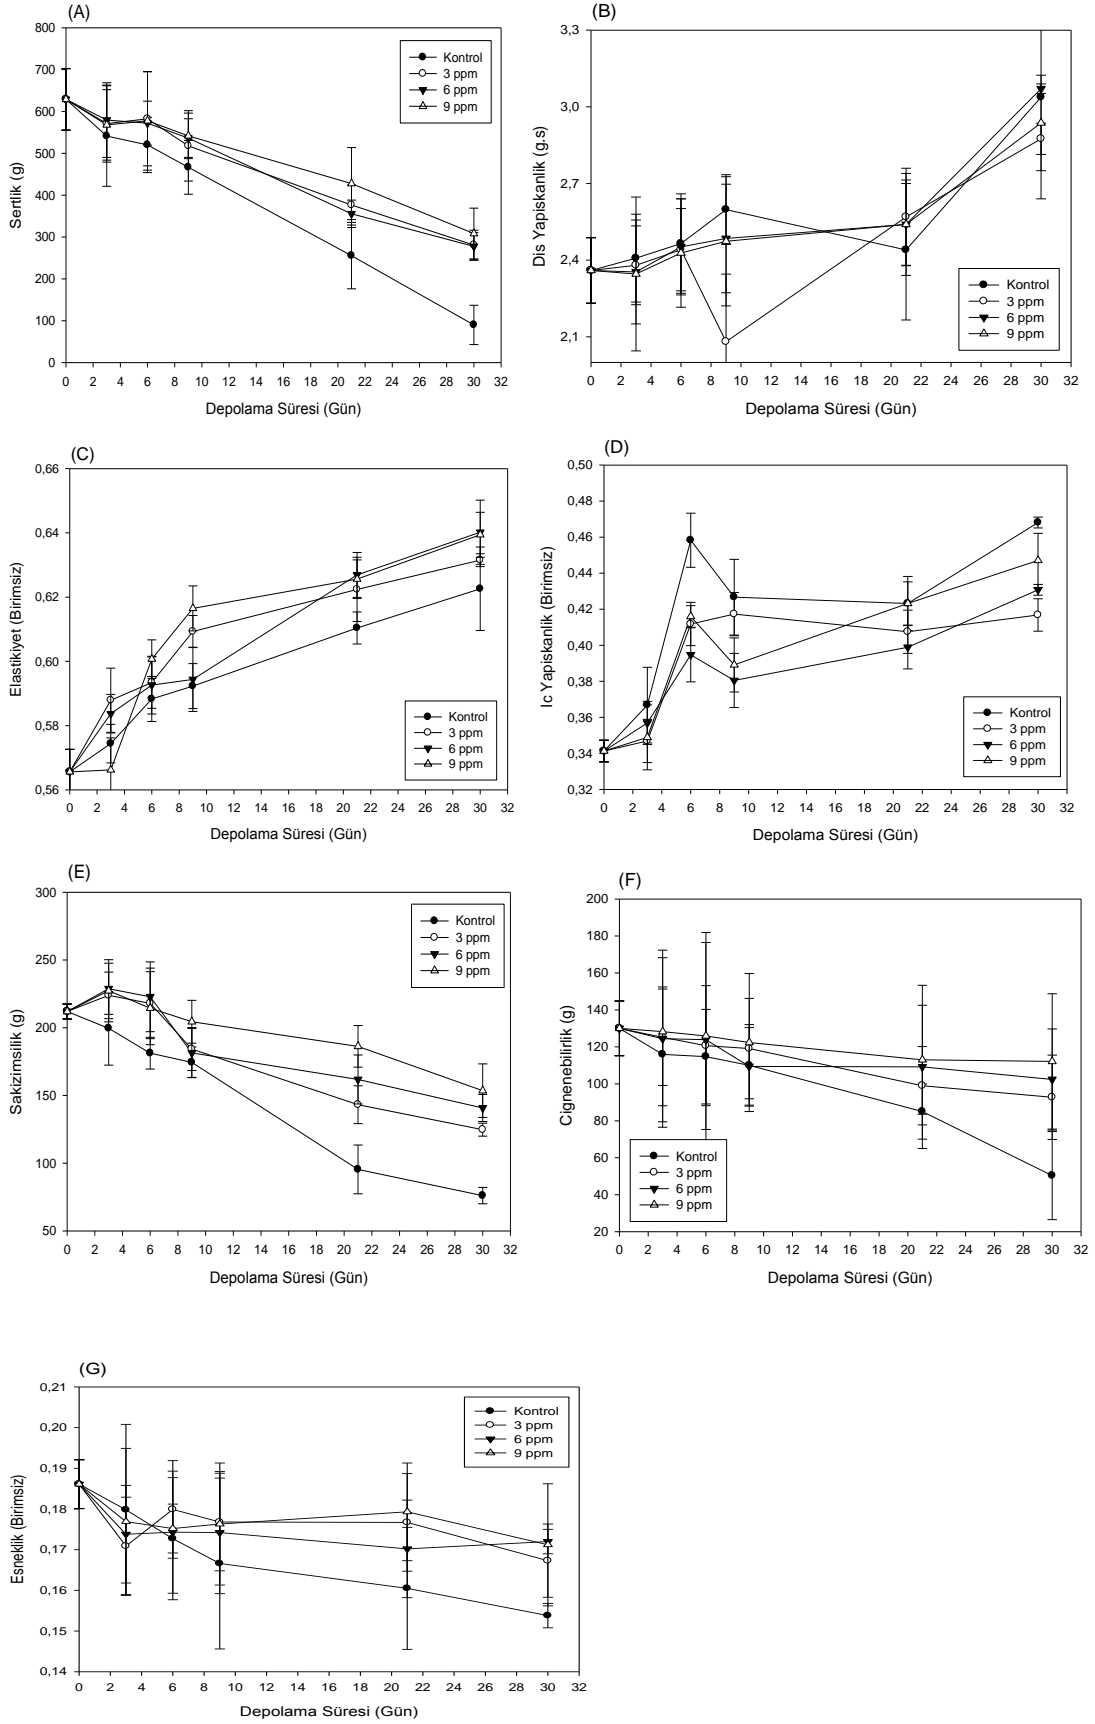 (A)
Sertlik (g)
800
700
600
500
400
300
200
100
0
0 2 4 6 8 10 12 14 16 18 20 22 24 26 28 30 32
Depolama Süresi (Gün)
Kontrol
3 ppm
6 ppm
9 ppm
(B)
Dis Yapiskanlik (g.s)
3,3
3,0
2,7
2,4
2,1
0 2 4 6 8 10 12 14 16 18 20 22 24 26 28 30 32
Depolama Süresi (Gün)
Kontrol
3 ppm
6 ppm
9 ppm
(C)
Elastikiyet (Birimsiz)
0,66
0,64
0,62
0,60
0,58
0,56
0 2 4 6 8 10 12 14 16 18 20 22 24 26 28 30 32
Depolama Süresi (Gün)
Kontrol
3 ppm
6 ppm
9 ppm
(D)
Ic Yapiskanlik (Birimsiz)
0,50
0,48
0,46
0,44
0,42
0,40
0,38
0,36
0,34
0,32
0 2 4 6 8 10 12 14 16 18 20 22 24 26 28 30 32
Depolama Süresi (Gün)
Kontrol
3 ppm
6 ppm
9 ppm
(E)
Sakizimsilik (g)
300
250
200
150
100
50
0 2 4 6 8 10 12 14 16 18 20 22 24 26 28 30 32
Depolama Süresi (Gün)
Kontrol
3 ppm
6 ppm
9 ppm
(F)
Cignenebilirlik (g)
200
180
160
140
120
100
80
60
40
20
0 2 4 6 8 10 12 14 16 18 20 22 24 26 28 30 32
Depolama Süresi (Gün)
Kontrol
3 ppm
6 ppm
9 ppm
(G)
Esneklik (Birimsiz)
0,21
0,20
0,19
0,18
0,17
0,16
0,15
0,14
0 2 4 6 8 10 12 14 16 18 20 22 24 26 28 30 32
Depolama Süresi (Gün)
Kontrol
3 ppm
6 ppm
9 ppm